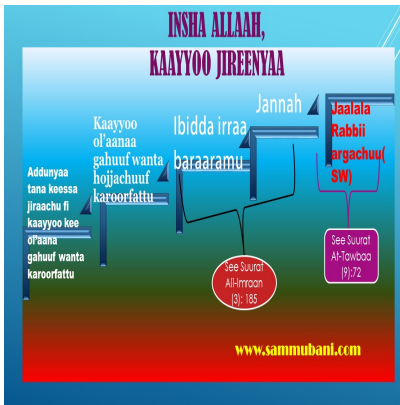 INSHA ALLAAH,
KAAYYOO JIREENYAA
Addunyaa
tana keessa
jiraachu fi
kaayyoo kee
ol'aana
gahuuf wanta
karoorfattu
Kaayyoo
ol'aanaa
gahuuf wanta
hojjachuuf
karoorfattu
Ibidda irraa
baraaramu
Jannah
Jaalala
Rabbii
argachuu(
SW)
See Suurat
All-Imraan
(3): 185
See Suurat
At-Tawbaa
(9):72
www.sammubani.com